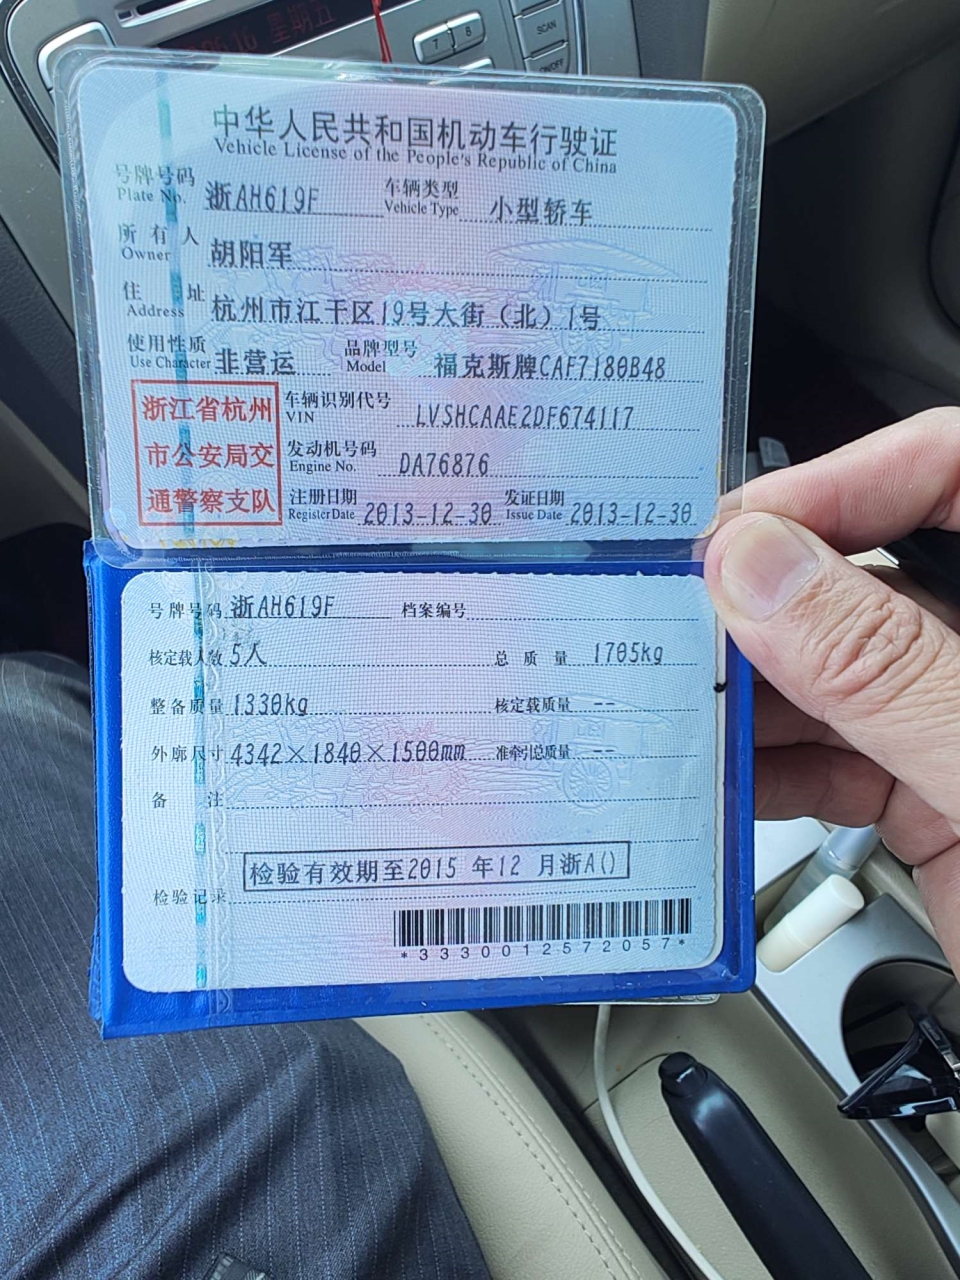 星期五
7
8
SCAN
ON/OFF
中华人民共和国机动车行驶证
Vehicle License of the People's Republic of China
号牌号码 浙AH619F 车辆类型 小型轿车
Plate No. Vehicle Type
所有人 胡阳军
Owner
住址 杭州市江干区19号大街（北）1号
Address
使用性质 非营运 品牌型号 福克斯牌CAF7180B48
Use Character Model
浙江省杭州
市公安局交
通警察支队
车辆识别代号 LVSHCAAE2DF674117
VIN
发动机号码 DA76876
Engine No.
注册日期 2013-12-30 发证日期 2013-12-30
Register Date Issue Date
号牌号码 浙AH619F 档案编号
核定载人数 5人 总质量 1705kg
整备质量 1330kg 核定载质量 --
外廓尺寸 4342×1840×1500mm 准牵引总质量 --
备注
检验有效期至2015 年12 月浙A()
检验记录
*3330012572057*